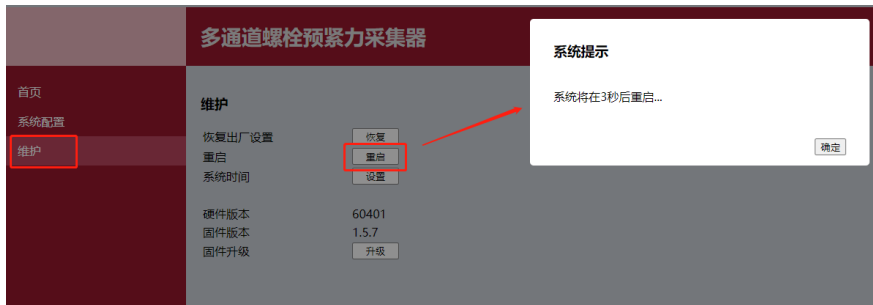 多通道螺栓预紧力采集器
首页
系统配置
维护
维护
恢复出厂设置 恢复
重启 重启
系统时间 设置
硬件版本 60401
固件版本 1.5.7
固件升级 升级
系统提示
系统将在3秒后重启...
确定